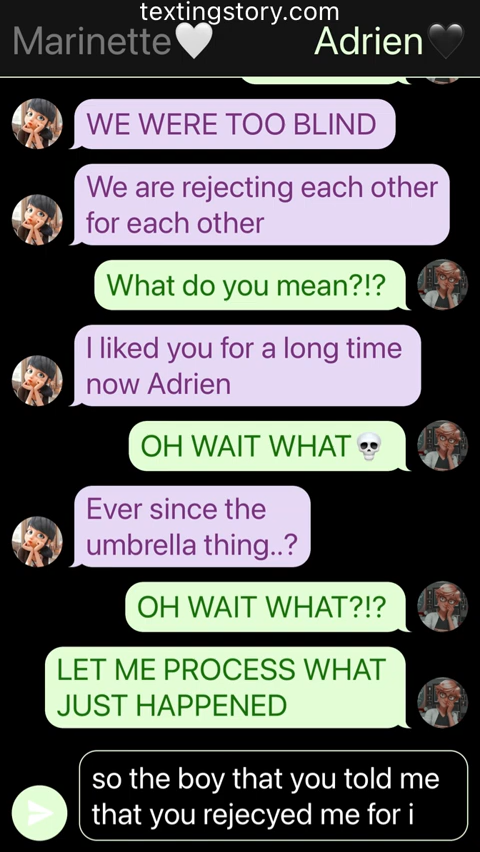 textingstory.com
Marinette🤍 Adrien🖤
WE WERE TOO BLIND
We are rejecting each other
for each other
What do you mean?!?
I liked you for a long time
now Adrien
OH WAIT WHAT💀
Ever since the
umbrella thing..?
OH WAIT WHAT?!?
LET ME PROCESS WHAT
JUST HAPPENED
so the boy that you told me
that you rejecyed me for i